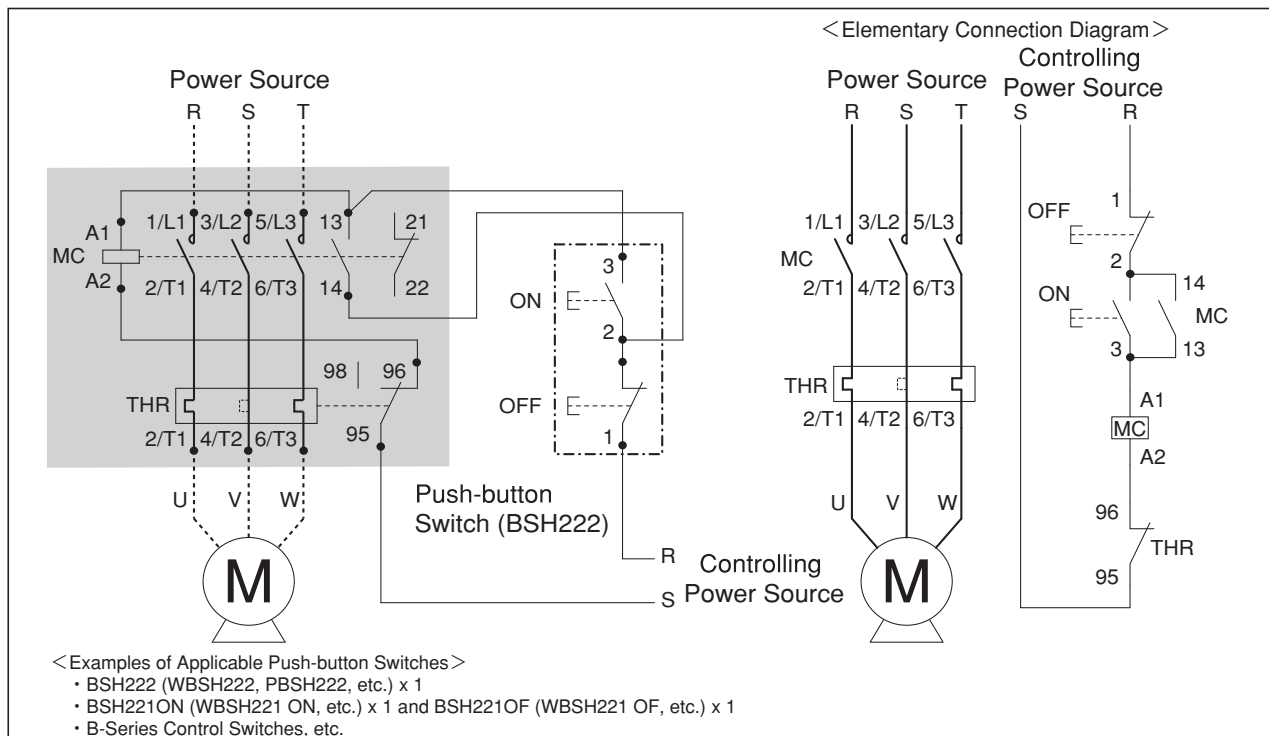 <Elementary Connection Diagram>
Power Source
R S T
A1
MC
A2
1/L1 3/L2 5/L3 13 21
2/T1 4/T2 6/T3 14 22
98 96
THR
95
2/T1 4/T2 6/T3
U V W
M
3
ON
2
OFF
1
Push-button
Switch (BSH222)
R
S
Controlling
Power Source
Power Source
R S T
1/L1 3/L2 5/L3
MC
2/T1 4/T2 6/T3
THR
2/T1 4/T2 6/T3
U V W
M
Controlling
Power Source
S R
1
OFF
2
14
ON
MC
3 13
A1
MC
A2
96
THR
95
<Examples of Applicable Push-button Switches>
・BSH222 (WBSH222, PBSH222, etc.) x 1
・BSH221ON (WBSH221 ON, etc.) x 1 and BSH221OF (WBSH221 OF, etc.) x 1
・B-Series Control Switches, etc.